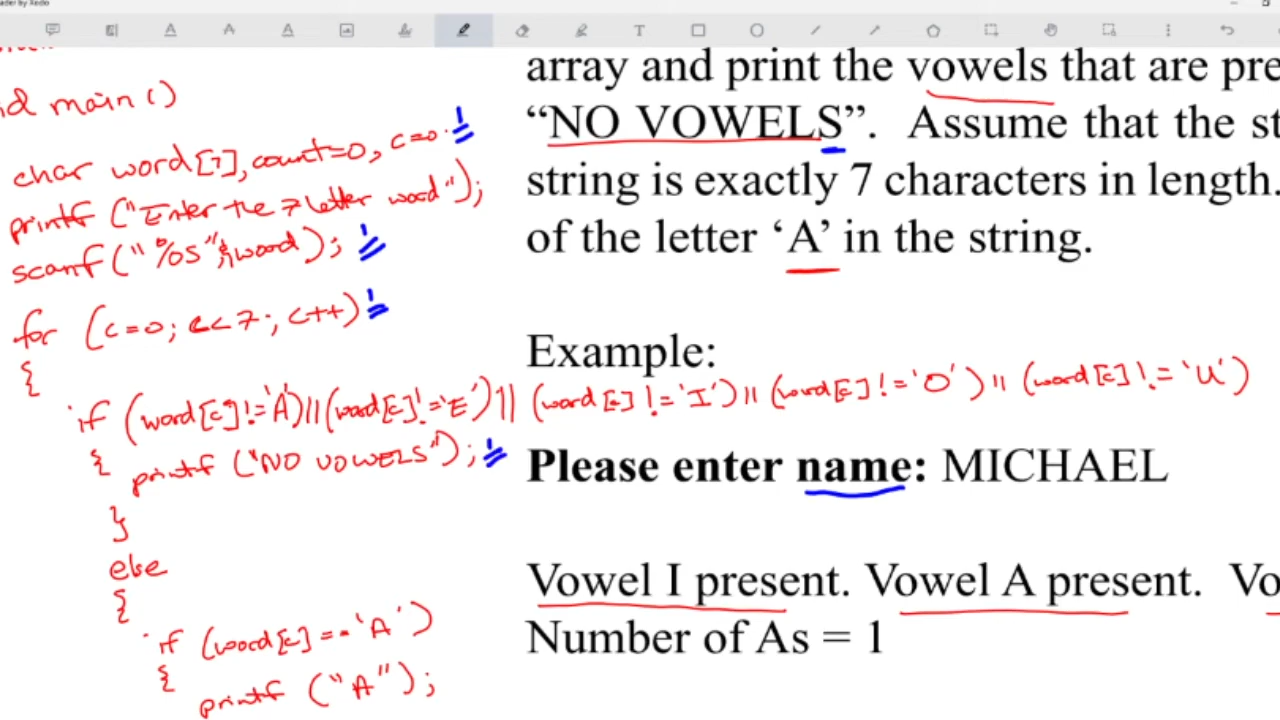 ader by Xodo
array and print the vowels that are pre
“NO VOWELS”. Assume that the st
string is exactly 7 characters in length.
of the letter ‘A’ in the string.
Example:
Please enter name: MICHAEL
Vowel I present. Vowel A present. Vo
Number of As = 1
main()
char word[7], count=0, c=0.
printf ("Enter the 7 letter word");
scanf("%s", &word);
for (c=0; c<7; c++)
{
if (word[c]!='A')||(word[c]!='E')||(word[c]!='I')||(word[c]!='O')||(word[c]!='U')
{ printf ("NO VOWELS");
}
else
{
if (word[c]=='A')
{
printf ("A");